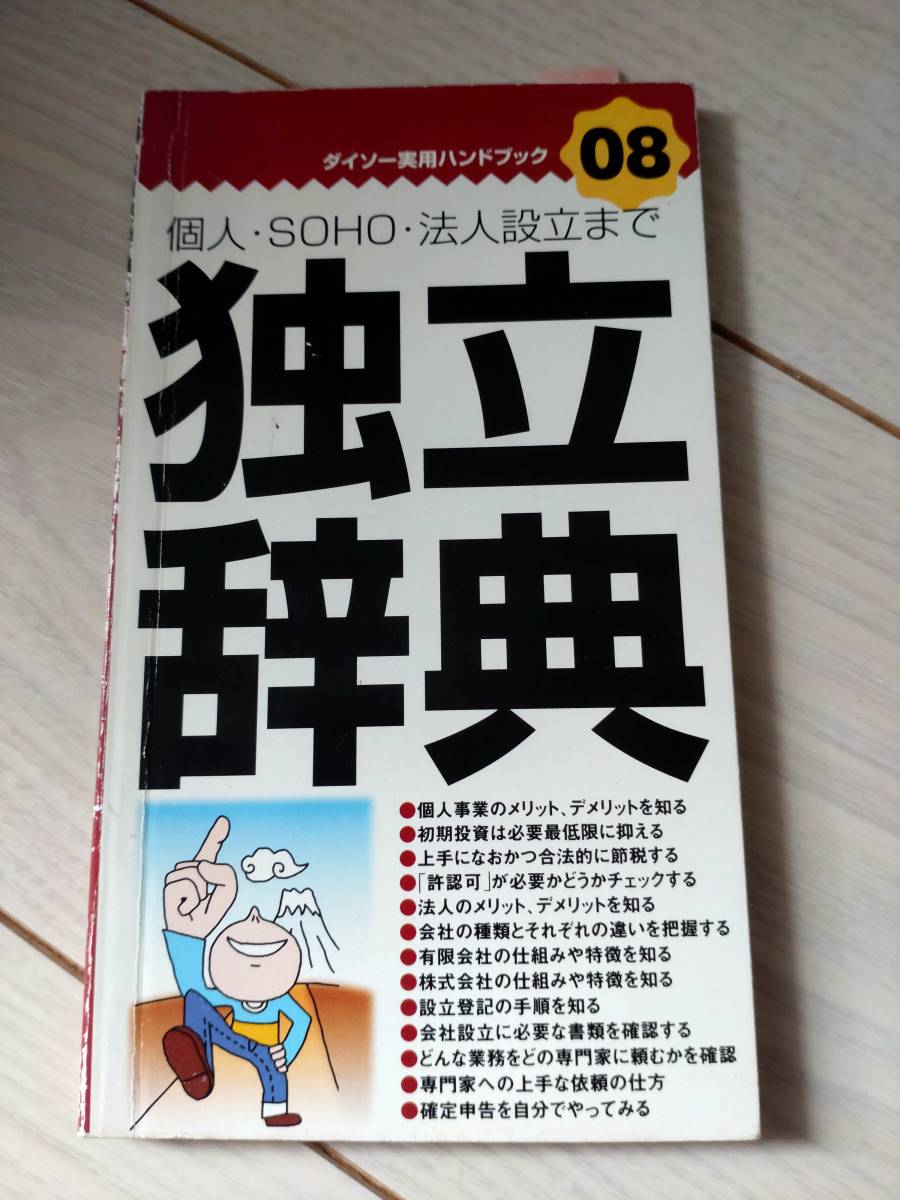 ダイソー実用ハンドブック
08
個人・SOHO・法人設立まで
独立
辞典
●個人事業のメリット、デメリットを知る
●初期投資は必要最低限に抑える
●上手になおかつ合法的に節税する
●「許認可」が必要かどうかチェックする
●法人のメリット、デメリットを知る
●会社の種類とそれぞれの違いを把握する
●有限会社の仕組みや特徴を知る
●株式会社の仕組みや特徴を知る
●設立登記の手順を知る
●会社設立に必要な書類を確認する
●どんな業務をどの専門家に頼むかを確認
●専門家への上手な依頼の仕方
●確定申告を自分でやってみる